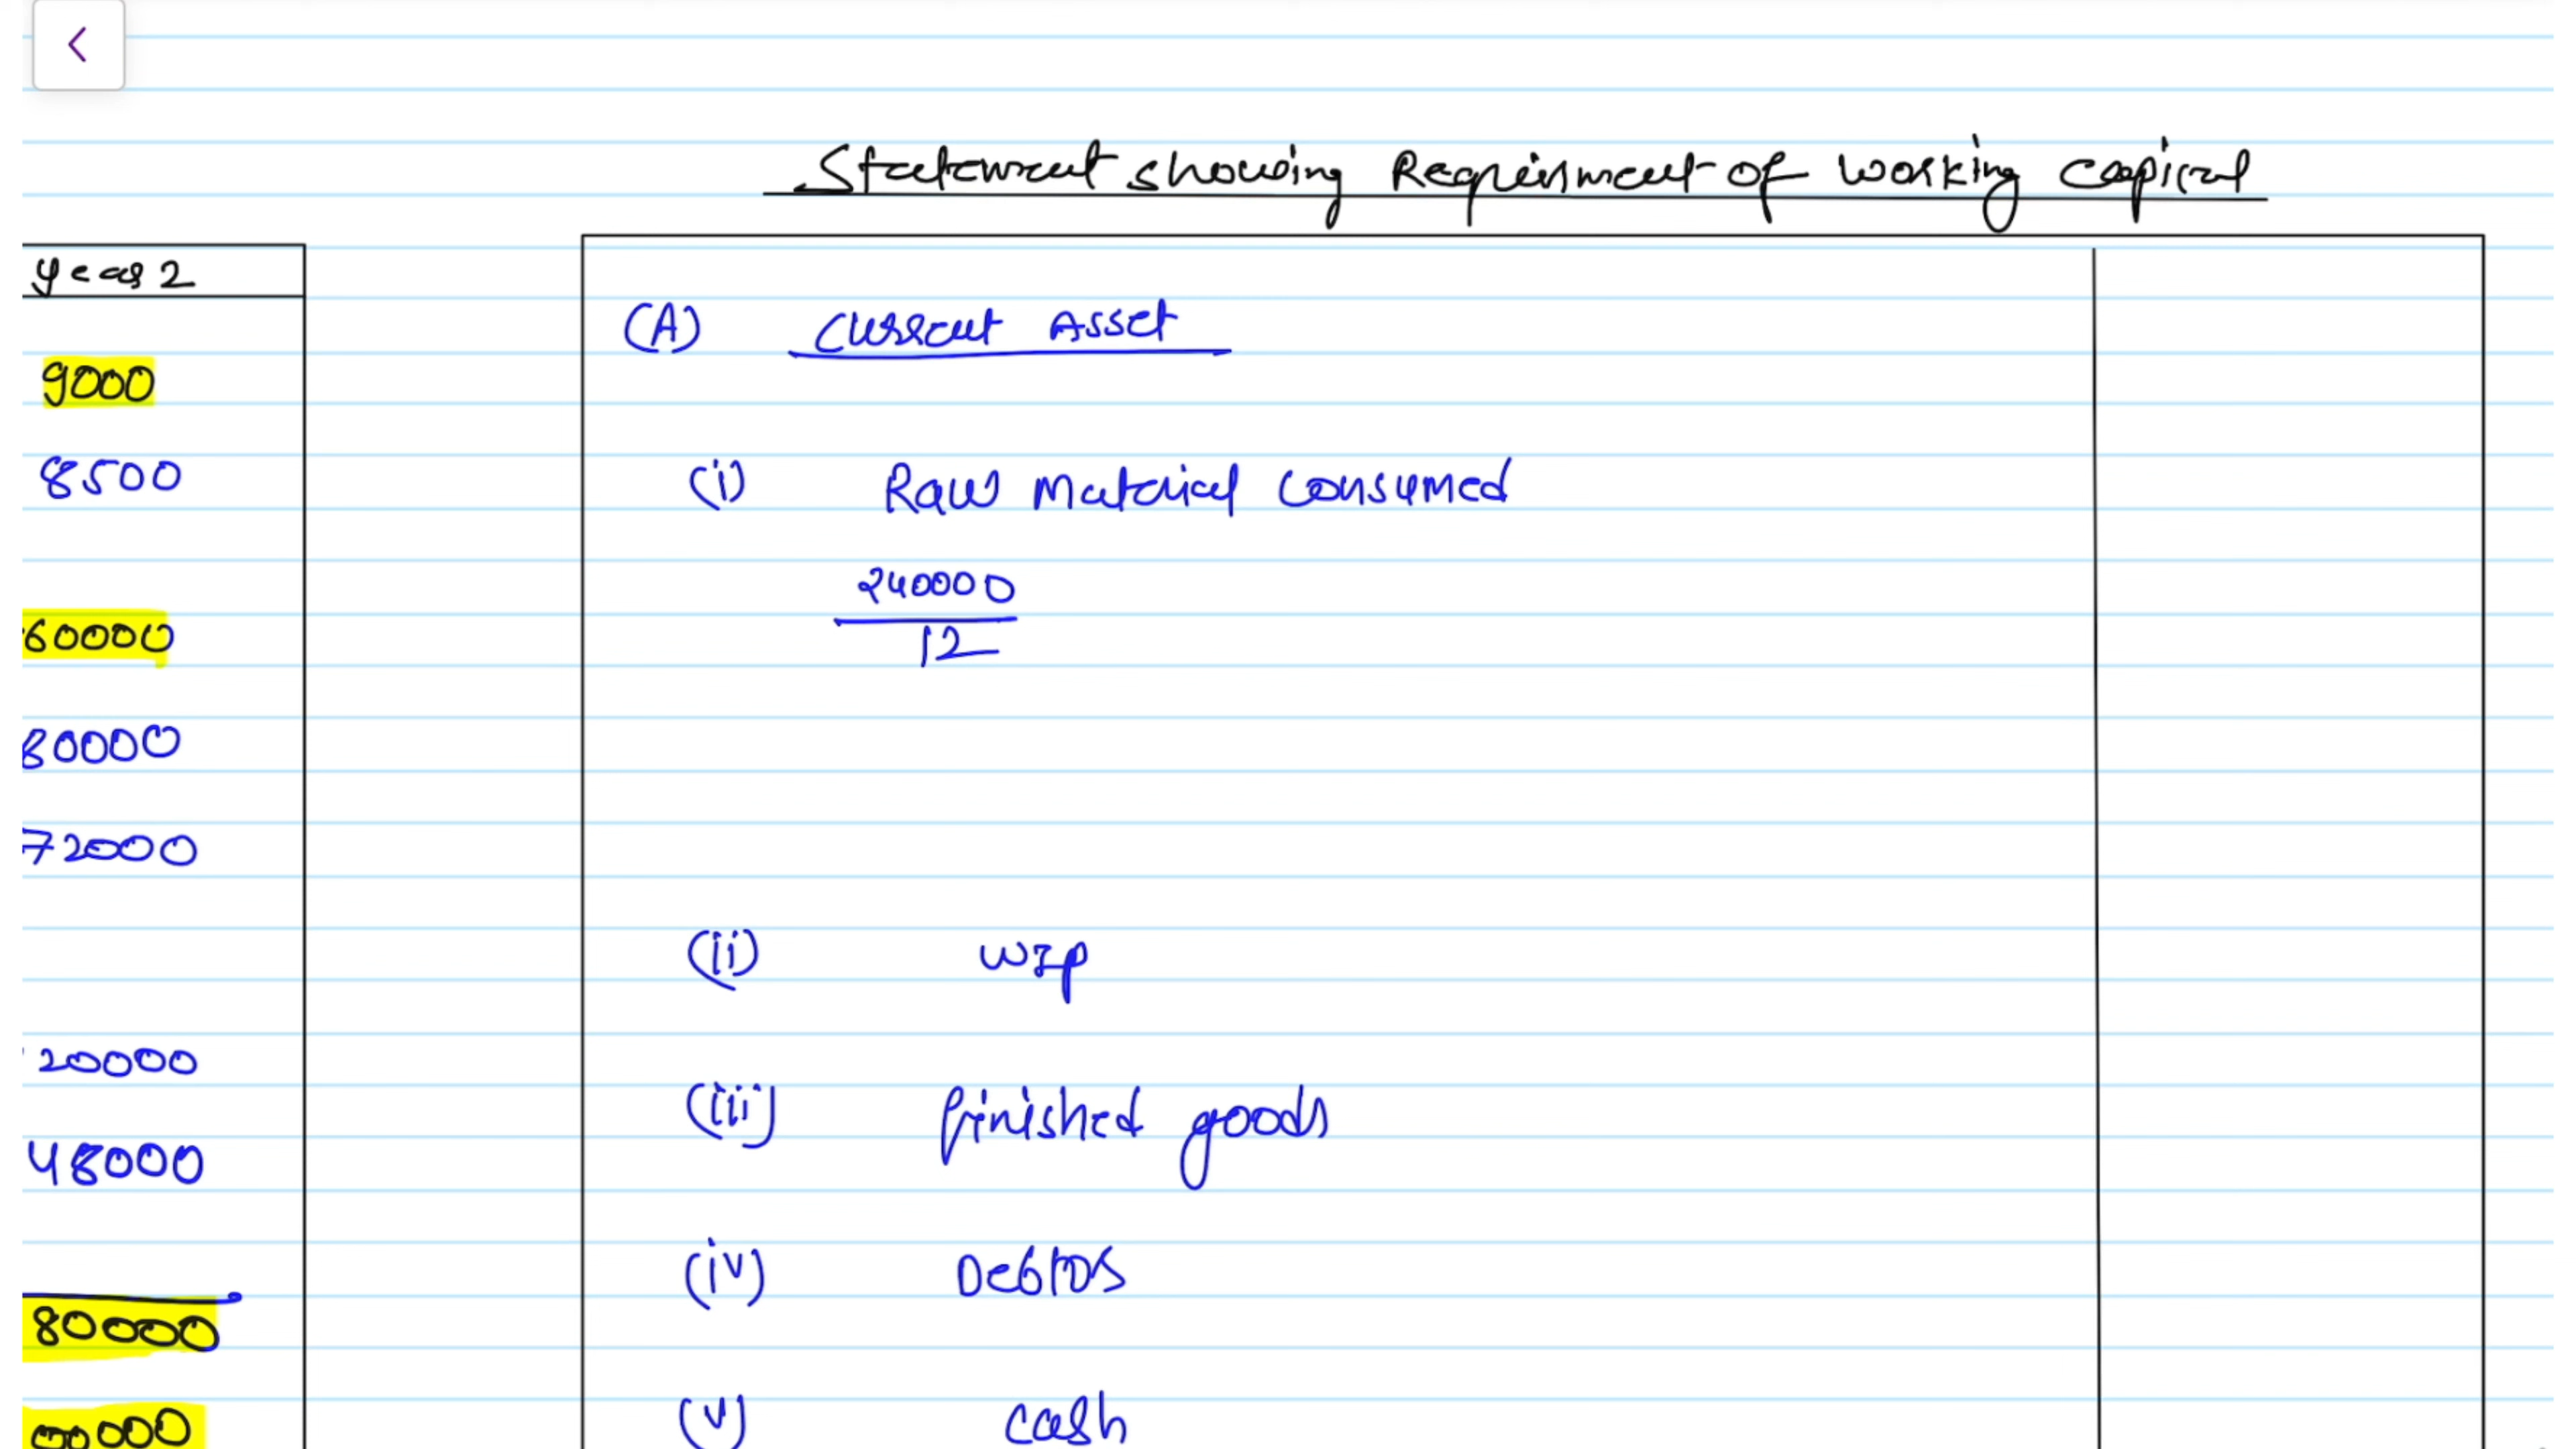 Statement showing Requirment of working capital
year 2
9000
8500
60000
80000
72000
20000
48000
80000
(A) Current Asset
(i) Raw Material Consumed
240000
12
(ii) WIP
(iii) finished goods
(iv) Debtors
(v) cash